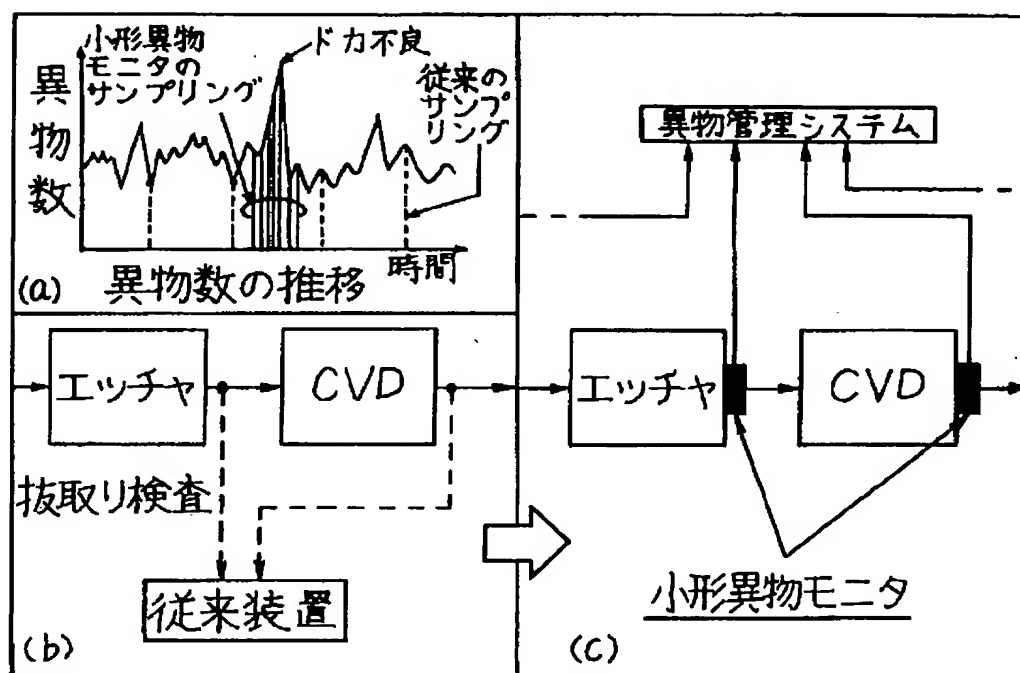 小形異物
モニタの
サンプリング
ドカ不良
従来の
サンプ
リング
異物数
時間
(a) 異物数の推移
エッチャ
CVD
抜取り検査
従来装置
(b)
異物管理システム
エッチャ
CVD
小形異物モニタ
(c)